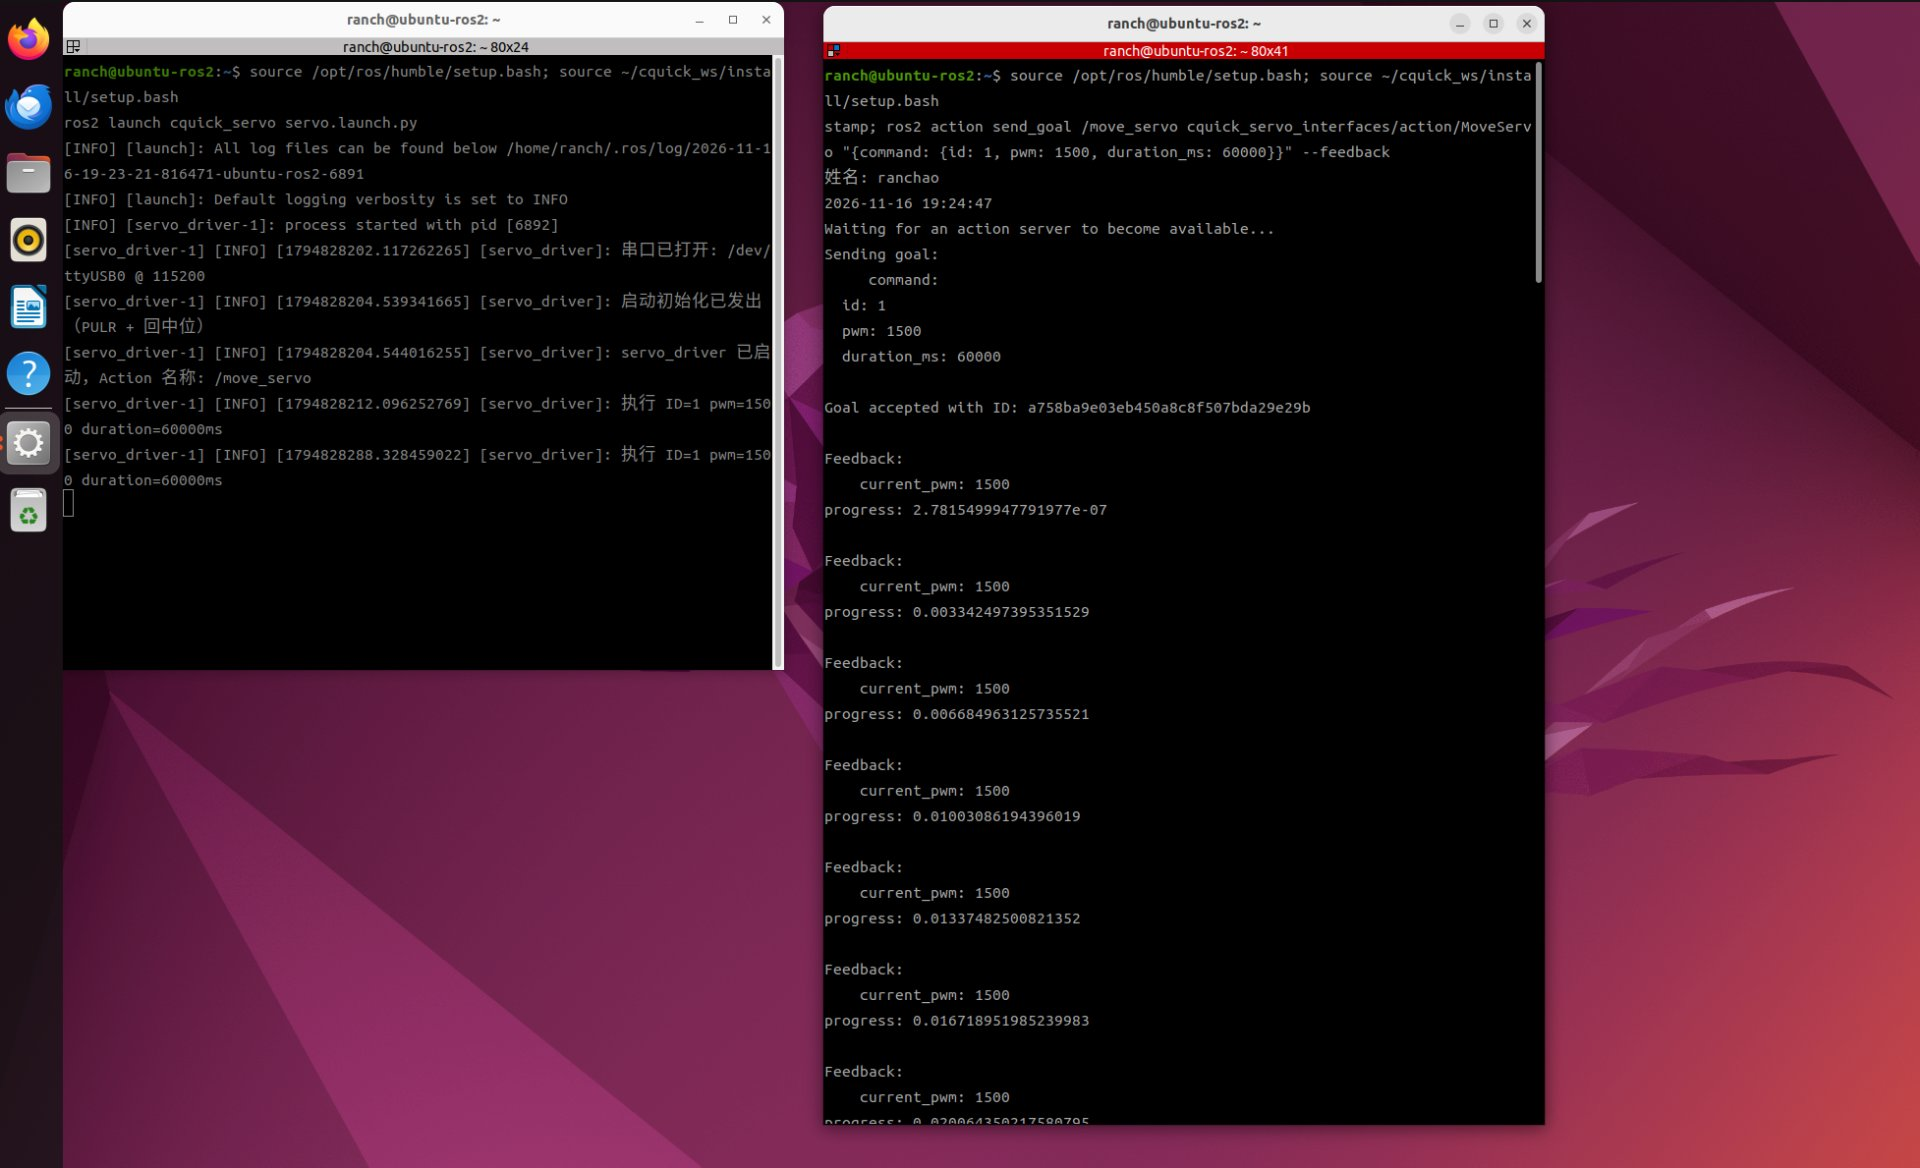 ranch@ubuntu-ros2: ~
ranch@ubuntu-ros2: ~ 80x24
ranch@ubuntu-ros2:~$ source /opt/ros/humble/setup.bash; source ~/cquick_ws/insta
ll/setup.bash
ros2 launch cquick_servo servo.launch.py
[INFO] [launch]: All log files can be found below /home/ranch/.ros/log/2026-11-1
6-19-23-21-816471-ubuntu-ros2-6891
[INFO] [launch]: Default logging verbosity is set to INFO
[INFO] [servo_driver-1]: process started with pid [6892]
[servo_driver-1] [INFO] [1794828202.117262265] [servo_driver]: 串口已打开: /dev/
ttyUSB0 @ 115200
[servo_driver-1] [INFO] [1794828204.539341665] [servo_driver]: 启动初始化已发出
（PULR + 回中位）
[servo_driver-1] [INFO] [1794828204.544016255] [servo_driver]: servo_driver 已启
动，Action 名称: /move_servo
[servo_driver-1] [INFO] [1794828212.096252769] [servo_driver]: 执行 ID=1 pwm=150
0 duration=60000ms
[servo_driver-1] [INFO] [1794828288.328459022] [servo_driver]: 执行 ID=1 pwm=150
0 duration=60000ms
ranch@ubuntu-ros2: ~
ranch@ubuntu-ros2: ~ 80x41
ranch@ubuntu-ros2:~$ source /opt/ros/humble/setup.bash; source ~/cquick_ws/insta
ll/setup.bash
stamp; ros2 action send_goal /move_servo cquick_servo_interfaces/action/MoveServ
o "{command: {id: 1, pwm: 1500, duration_ms: 60000}}" --feedback
姓名: ranchao
2026-11-16 19:24:47
Waiting for an action server to become available...
Sending goal:
command:
id: 1
pwm: 1500
duration_ms: 60000
Goal accepted with ID: a758ba9e03eb450a8c8f507bda29e29b
Feedback:
current_pwm: 1500
progress: 2.7815499947791977e-07
Feedback:
current_pwm: 1500
progress: 0.003342497395351529
Feedback:
current_pwm: 1500
progress: 0.006684963125735521
Feedback:
current_pwm: 1500
progress: 0.01003086194396019
Feedback:
current_pwm: 1500
progress: 0.01337482500821352
Feedback:
current_pwm: 1500
progress: 0.016718951985239983
Feedback:
current_pwm: 1500
progress: 0.020064350217580795